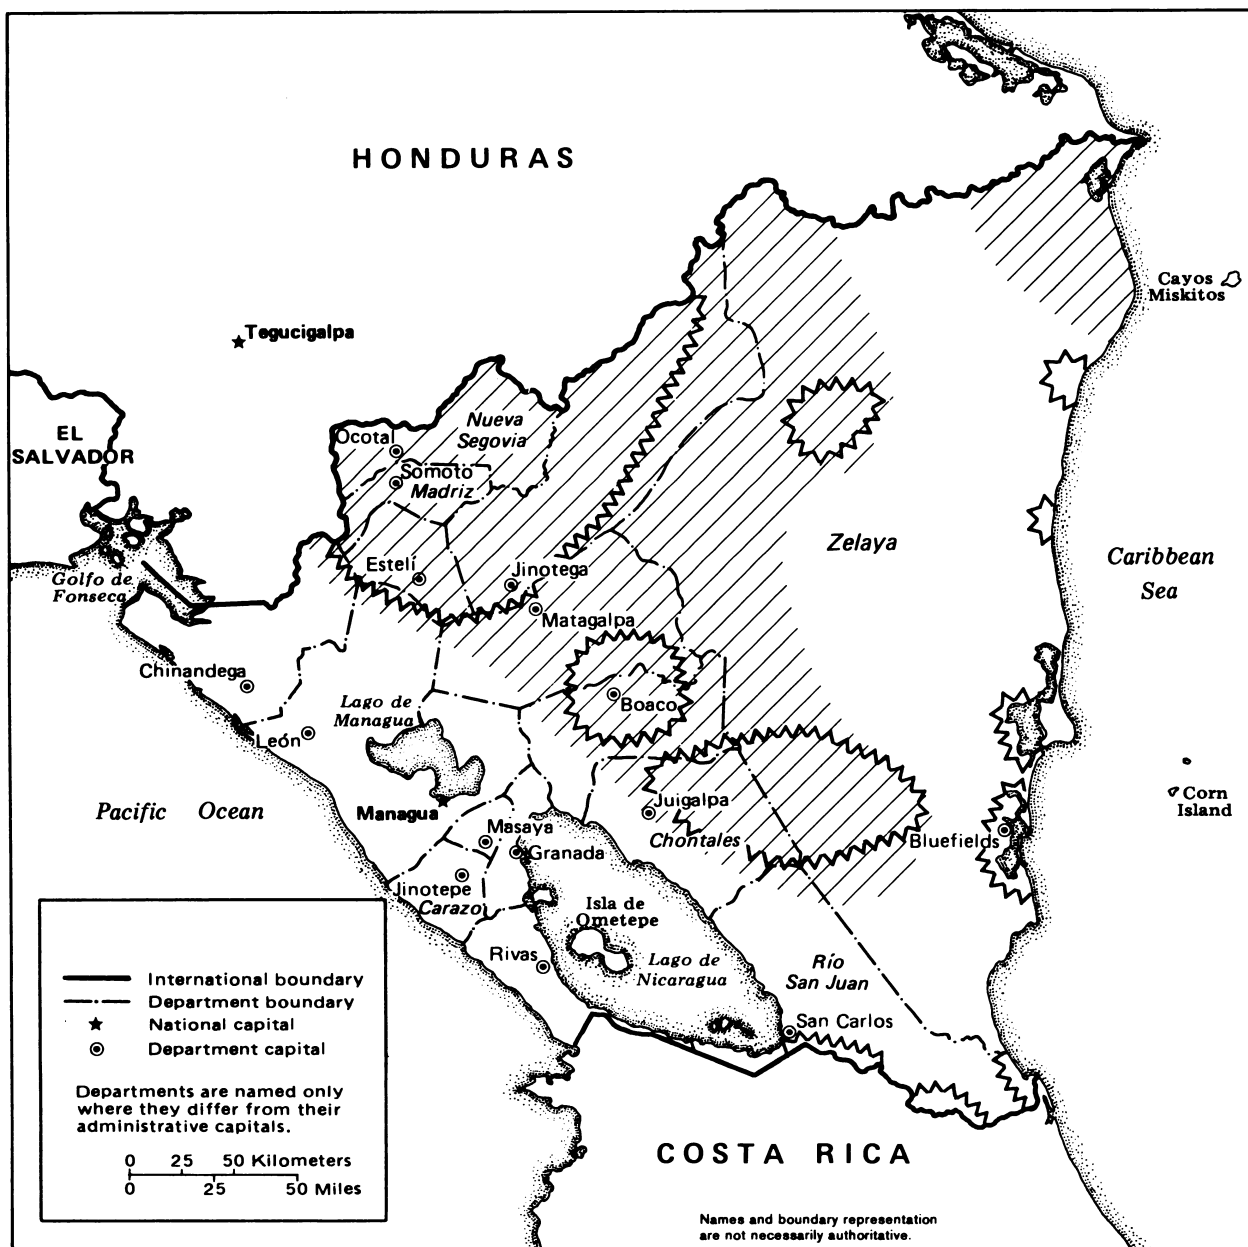 HONDURAS
Cayos
Miskitos
Tegucigalpa
EL
SALVADOR
Nueva
Segovia
Ocotal
Somoto
Madriz
Zelaya
Caribbean
Sea
Golfo de
Fonseca
Estelí
Jinotega
Matagalpa
Chinandega
Lago de
Managua
Boaco
León
Pacific Ocean
Managua
Juigalpa
Corn
Island
Masaya
Chontales
Bluefields
Granada
Jinotepe
Carazo
Isla de
Ometepe
Rivas
Lago de
Nicaragua
Río
San Juan
San Carlos
International boundary
Department boundary
National capital
Department capital
Departments are named only
where they differ from their
administrative capitals.
0 25 50 Kilometers
0 25 50 Miles
COSTA RICA
Names and boundary representation
are not necessarily authoritative.